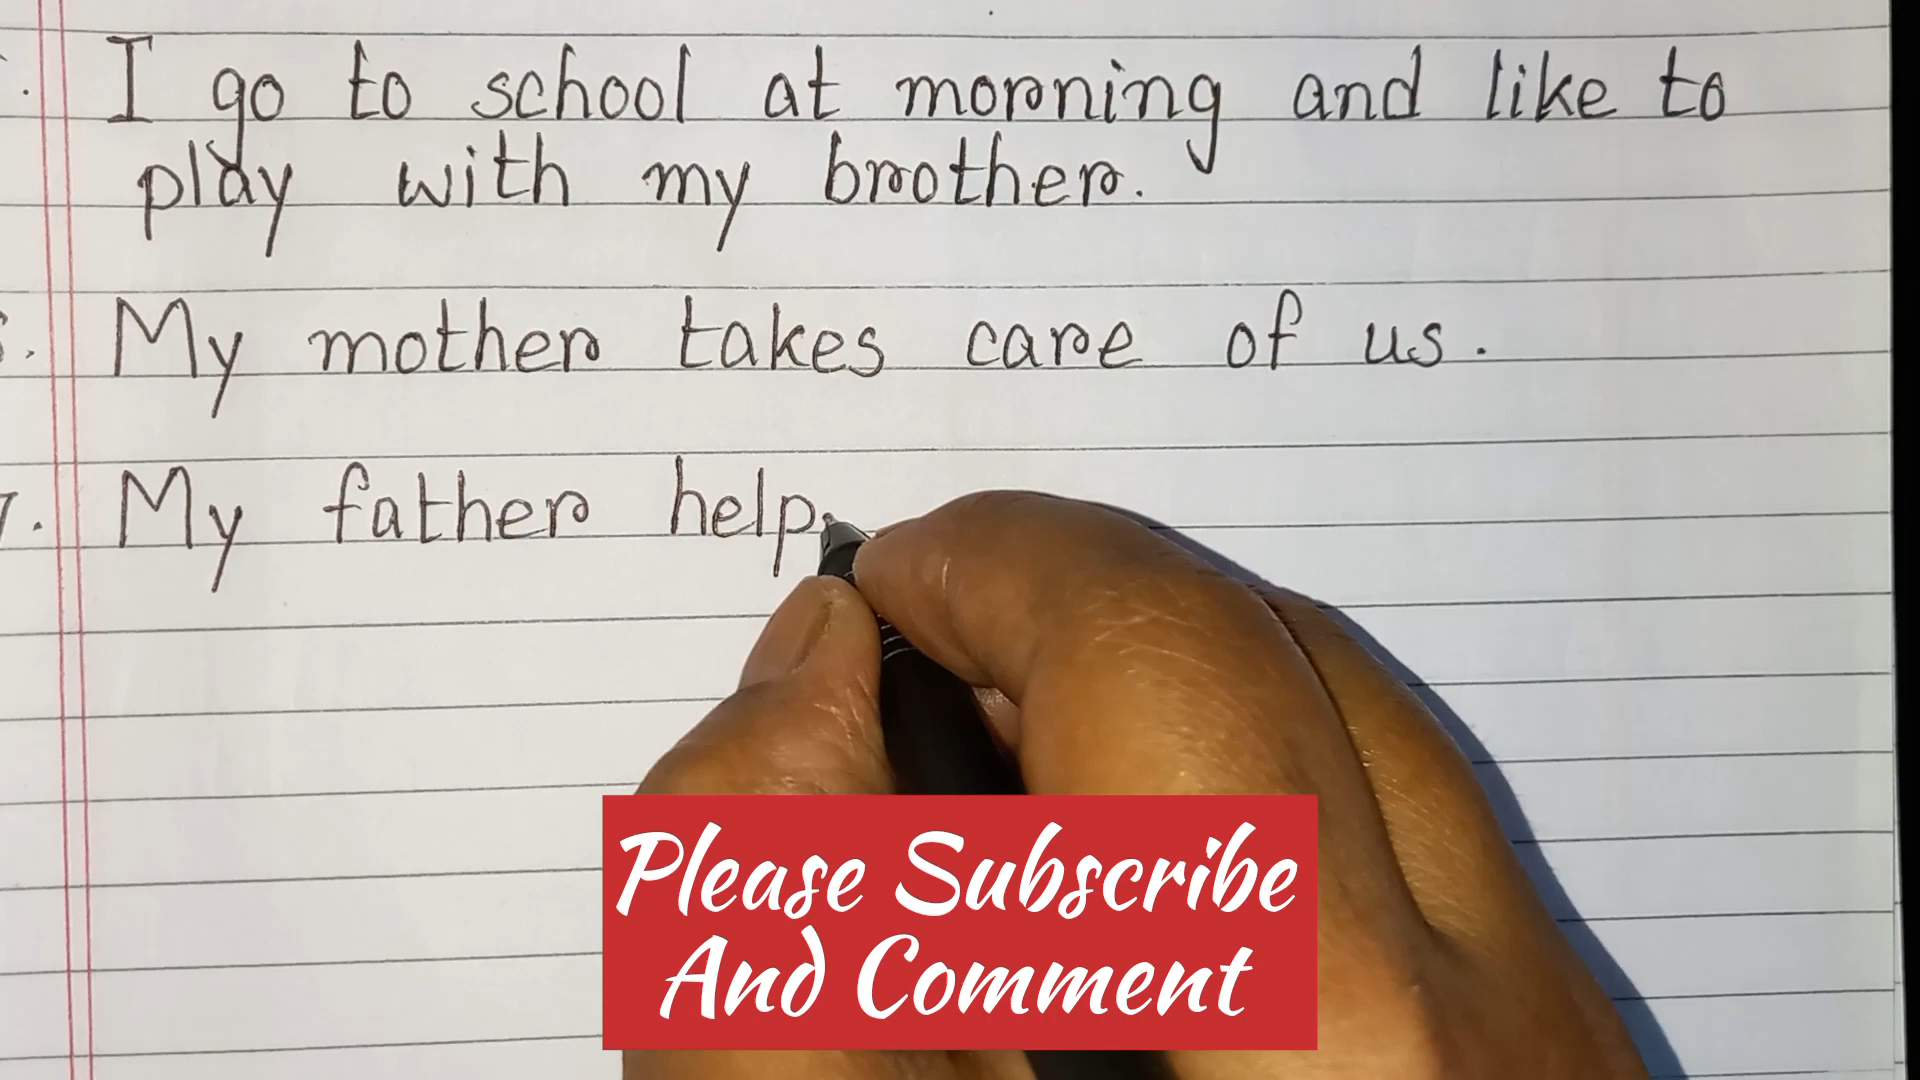 I go to school at morning and like to
play with my brother.
My mother takes care of us.
7. My father help
Please Subscribe
And Comment